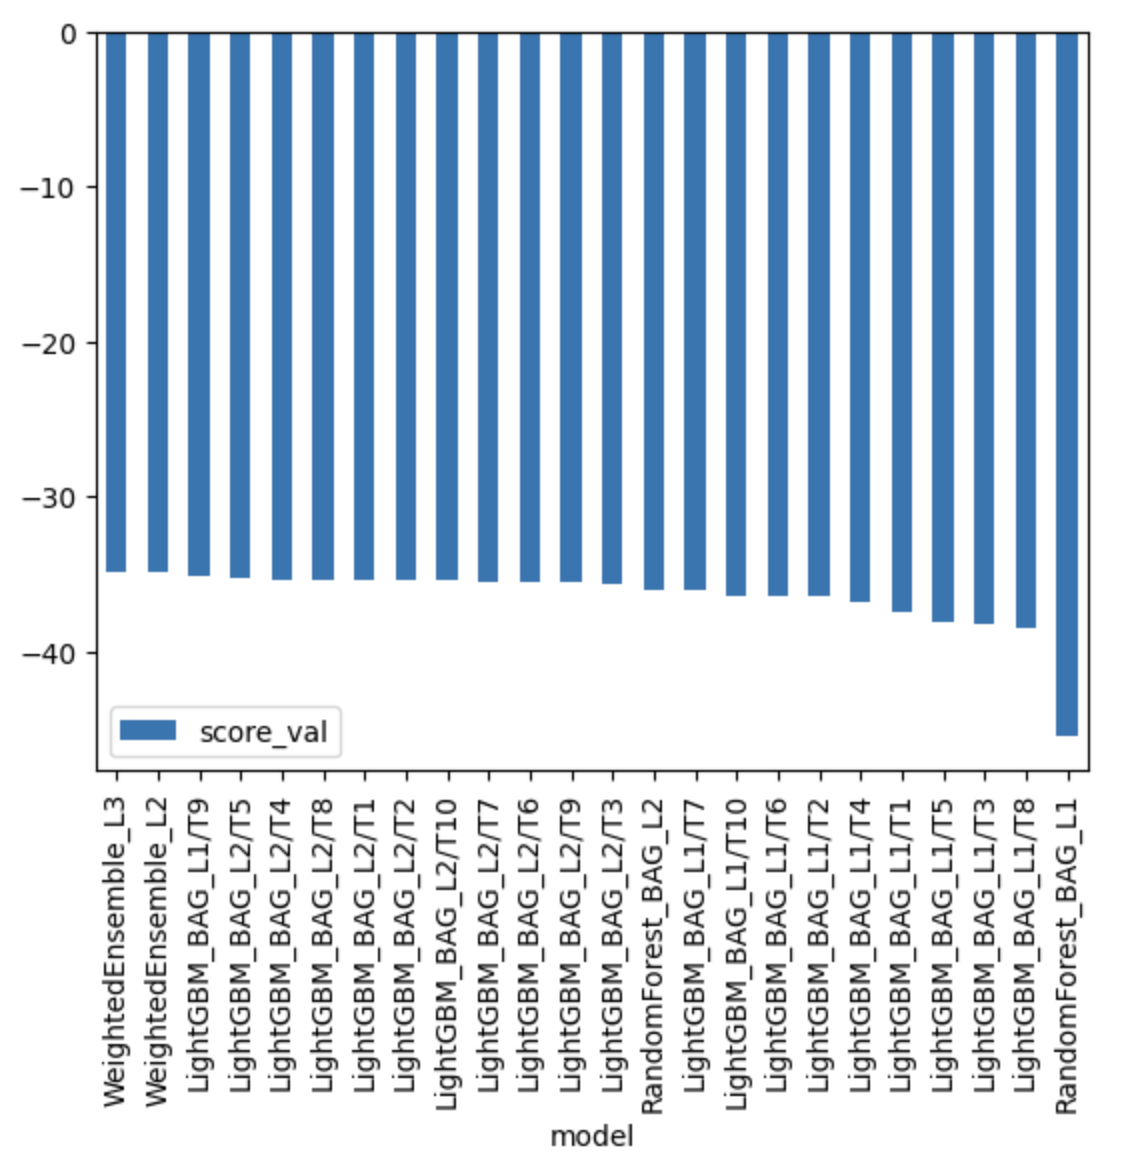 0
−10
−20
−30
−40
score_val
WeightedEnsemble_L3
WeightedEnsemble_L2
LightGBM_BAG_L1/T9
LightGBM_BAG_L2/T5
LightGBM_BAG_L2/T4
LightGBM_BAG_L2/T8
LightGBM_BAG_L2/T1
LightGBM_BAG_L2/T2
LightGBM_BAG_L2/T10
LightGBM_BAG_L2/T7
LightGBM_BAG_L2/T6
LightGBM_BAG_L2/T9
LightGBM_BAG_L2/T3
RandomForest_BAG_L2
LightGBM_BAG_L1/T7
LightGBM_BAG_L1/T10
LightGBM_BAG_L1/T6
LightGBM_BAG_L1/T2
LightGBM_BAG_L1/T4
LightGBM_BAG_L1/T1
LightGBM_BAG_L1/T5
LightGBM_BAG_L1/T3
LightGBM_BAG_L1/T8
RandomForest_BAG_L1
model